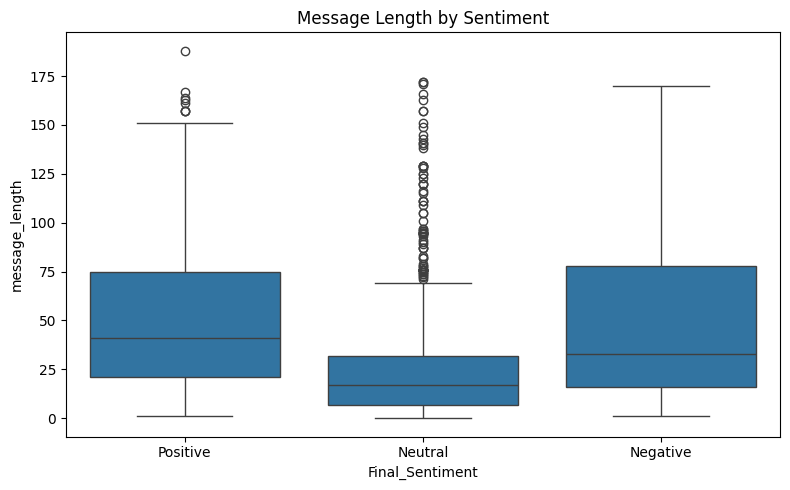 Message Length by Sentiment
message_length
175
150
125
100
75
50
25
0
Positive
Neutral
Negative
Final_Sentiment